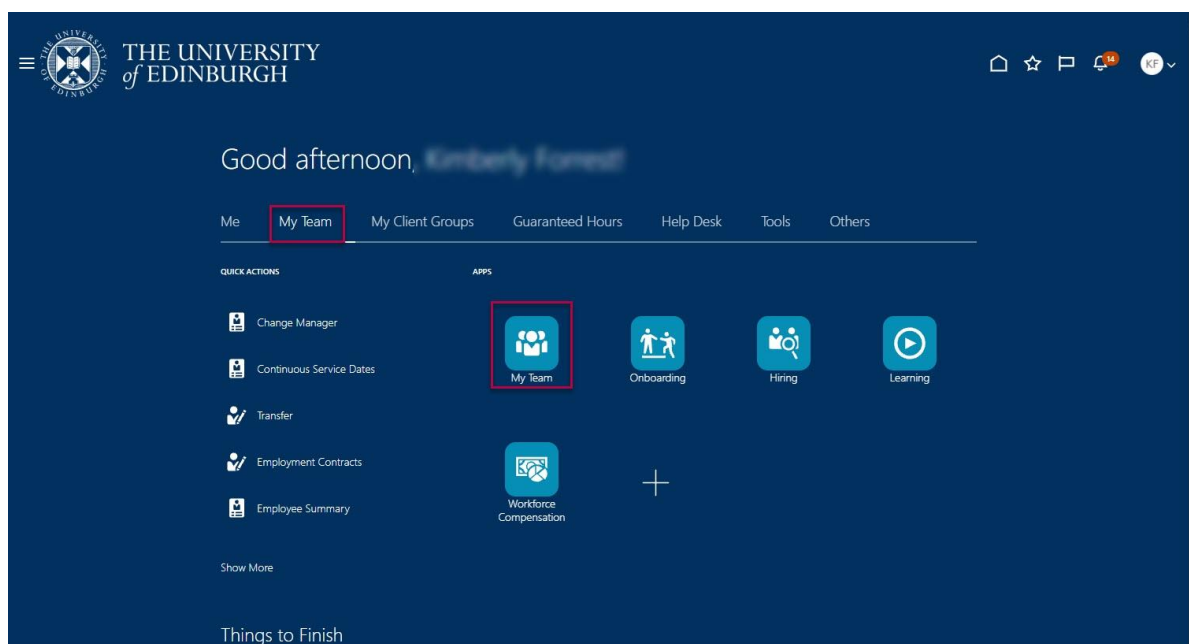 THE UNIVERSITY
of EDINBURGH
14
KF
Good afternoon,
Me My Team My Client Groups Guaranteed Hours Help Desk Tools Others
QUICK ACTIONS
APPS
Change Manager
Continuous Service Dates
Transfer
Employment Contracts
Employee Summary
Show More
My Team
Onboarding
Hiring
Learning
Workforce
Compensation
Things to Finish